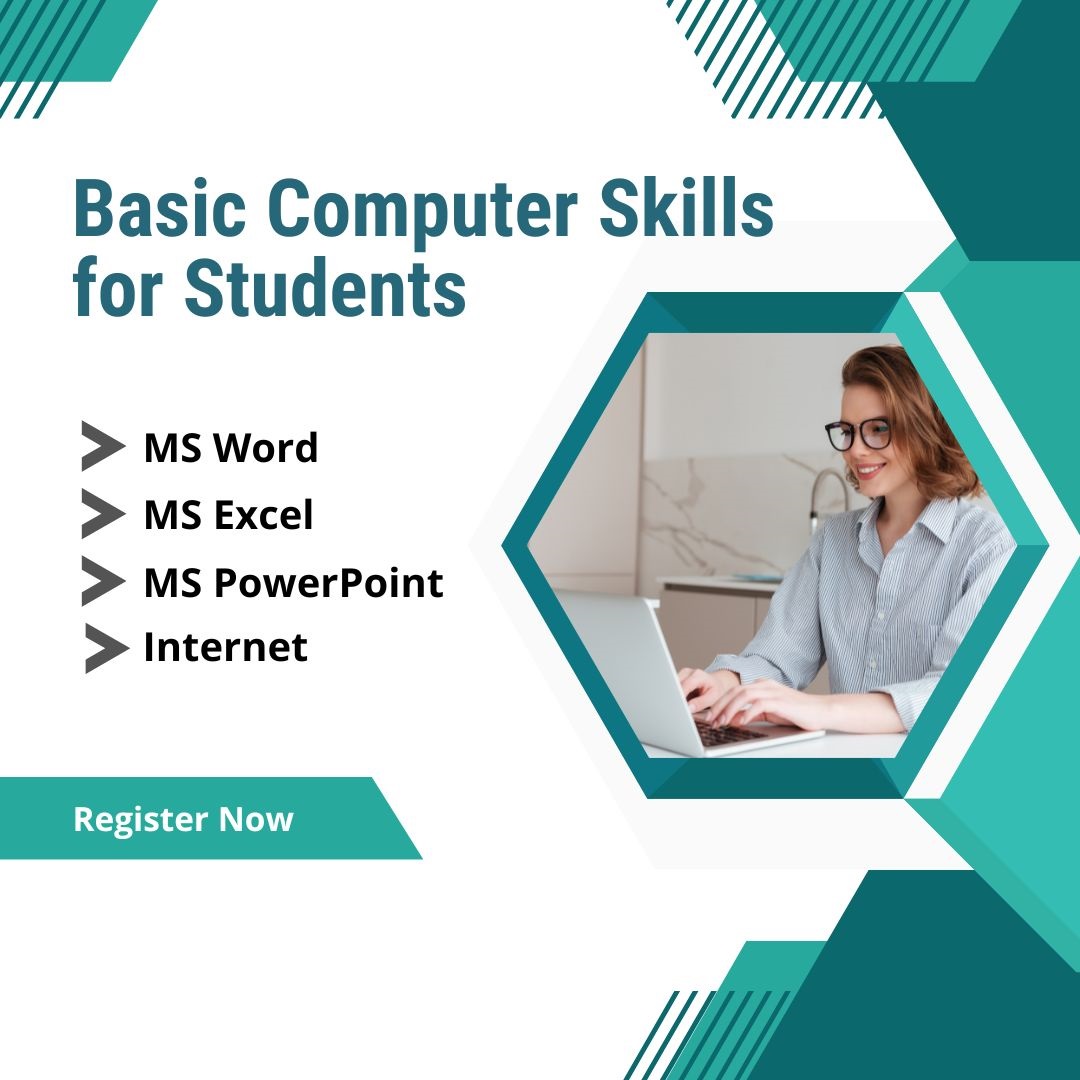 Basic Computer Skills
for Students
MS Word
MS Excel
MS PowerPoint
Internet
Register Now